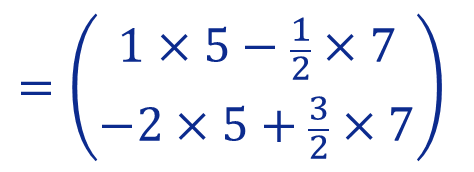 = ( 1 × 5 − 1/2 × 7
−2 × 5 + 3/2 × 7 )